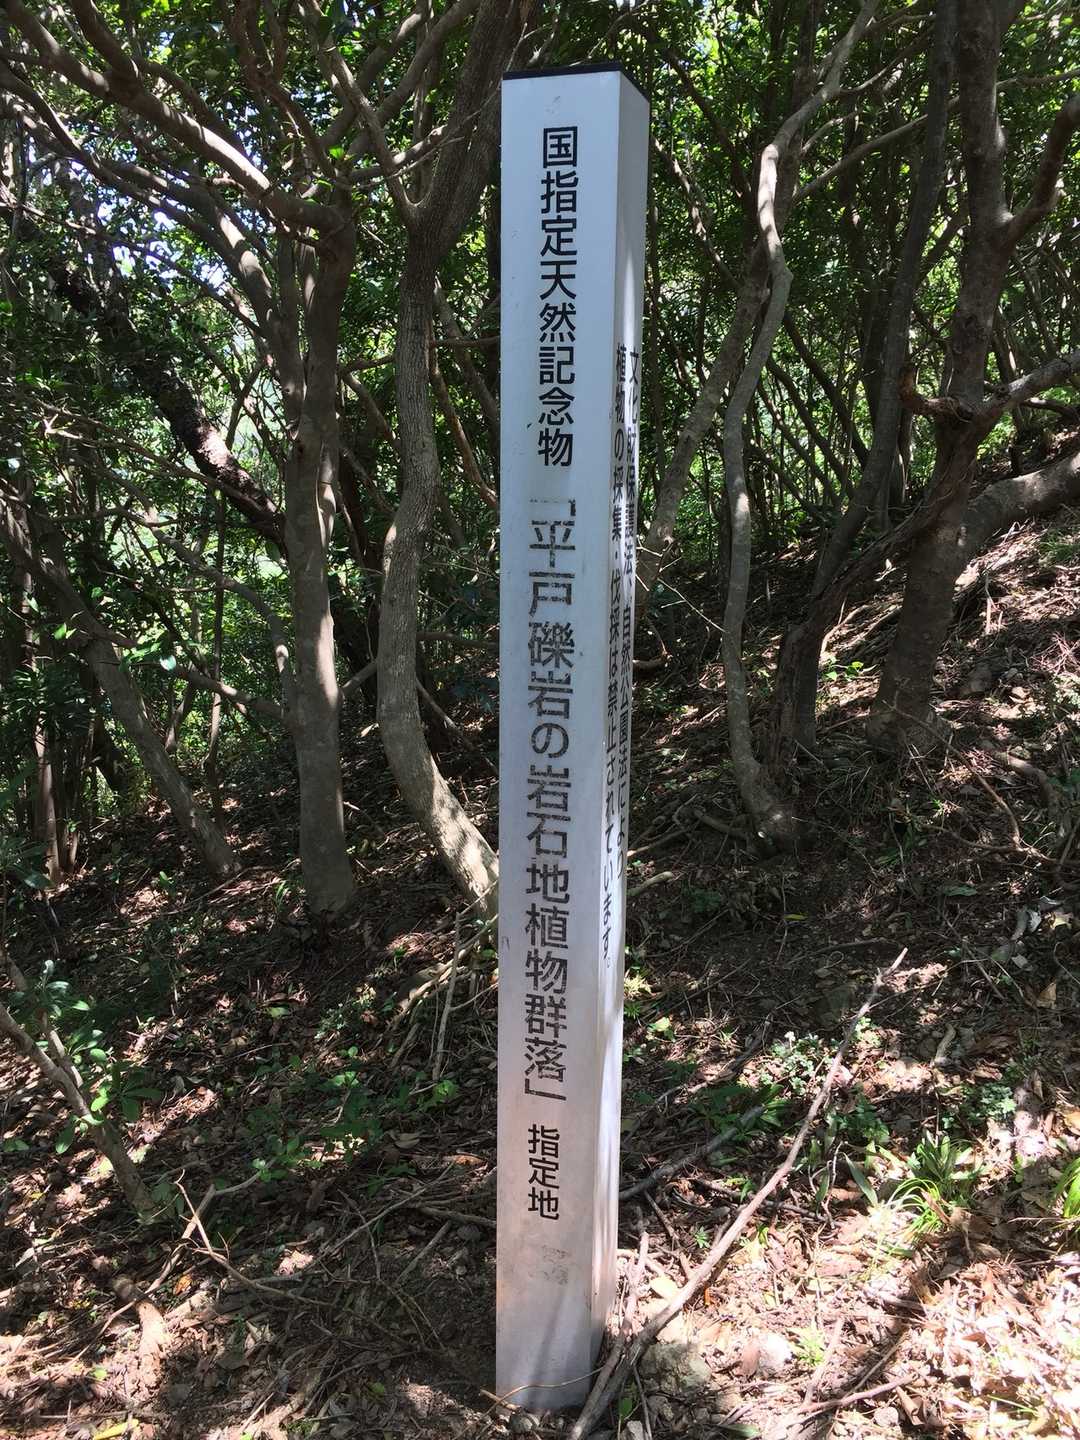 国指定天然記念物「平戸礫岩の岩石地植物群落」指定地
文化財保護法、自然公園法により
植物の採集・伐採は禁止されています。